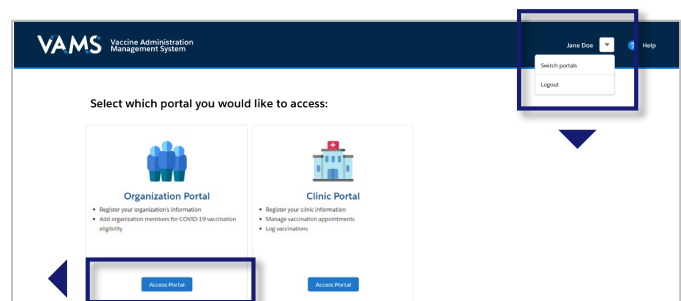 VAMS Vaccine Administration
Management System
Jane Doe
? Help
Switch portals
Logout
Select which portal you would like to access:
Organization Portal
• Register your organization's information
• Add organization members for COVID-19 vaccination
eligibility
Access Portal
Clinic Portal
• Register your clinic information
• Manage vaccination appointments
• Log vaccinations
Access Portal